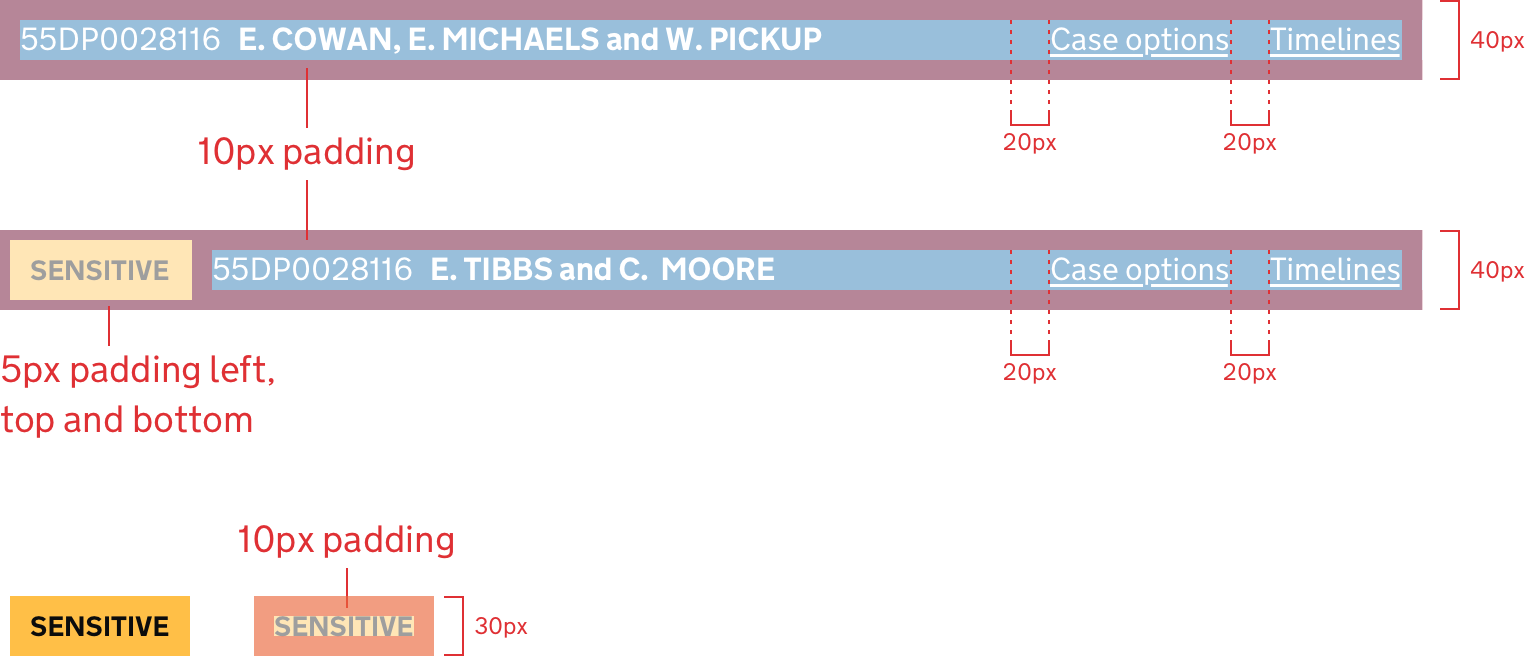 55DP0028116 E. COWAN, E. MICHAELS and W. PICKUP Case options Timelines 40px
20px 20px
10px padding
SENSITIVE 55DP0028116 E. TIBBS and C. MOORE Case options Timelines 40px
20px 20px
5px padding left,
top and bottom
10px padding
SENSITIVE SENSITIVE 30px